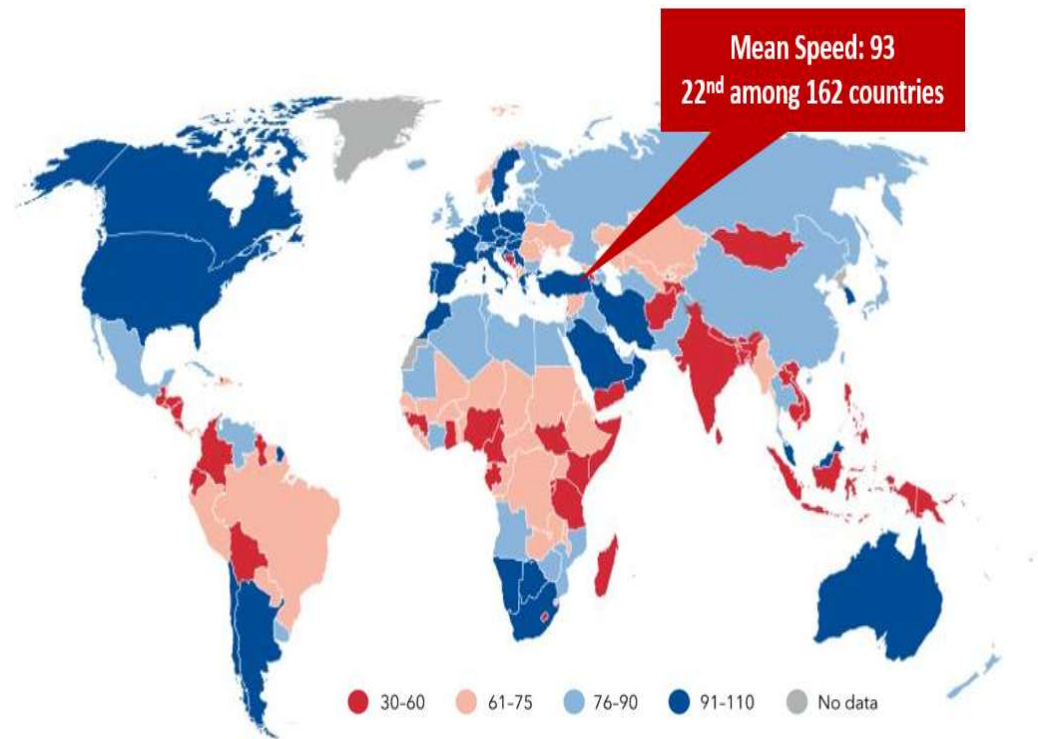 Mean Speed: 93
22nd among 162 countries
30-60
61-75
76-90
91-110
No data